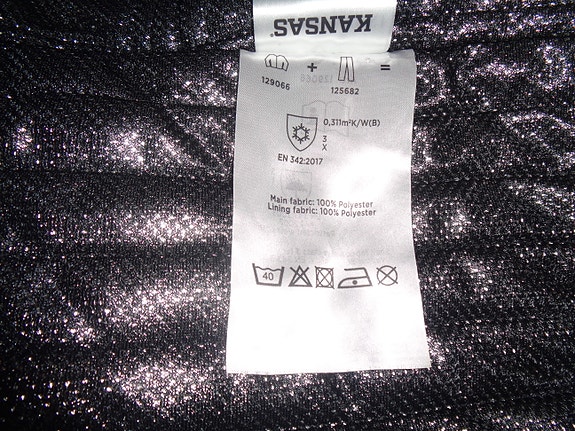 KANSAS
+ =
129066 125682
0,311m²K/W(B)
3
X
EN 342:2017
Main fabric: 100% Polyester
Lining fabric: 100% Polyester
40